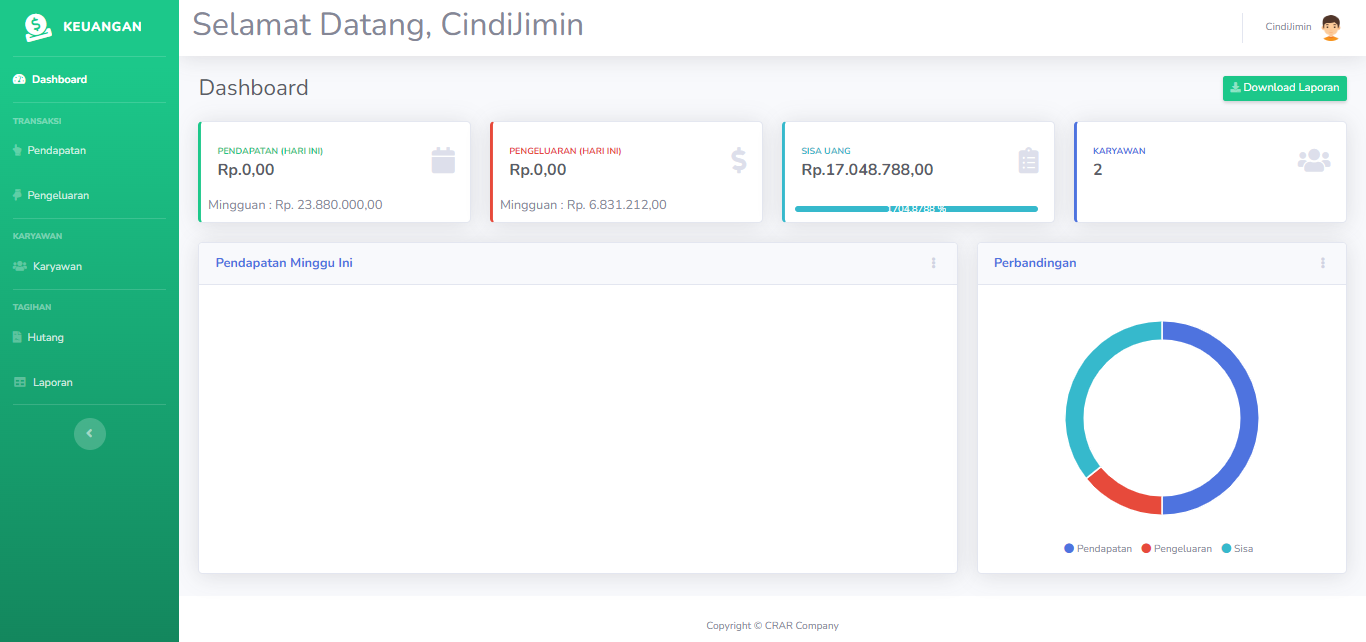 KEUANGAN
Selamat Datang, CindiJimin
CindiJimin
Dashboard
TRANSAKSI
Pendapatan
Pengeluaran
KARYAWAN
Karyawan
TAGIHAN
Hutang
Laporan
Dashboard
Download Laporan
PENDAPATAN (HARI INI)
Rp.0,00
Mingguan : Rp. 23.880.000,00
PENGELUARAN (HARI INI)
Rp.0,00
Mingguan : Rp. 6.831.212,00
SISA UANG
Rp.17.048.788,00
1704.8788 %
KARYAWAN
2
Pendapatan Minggu Ini
Perbandingan
Pendapatan Pengeluaran Sisa
Copyright © CRAR Company